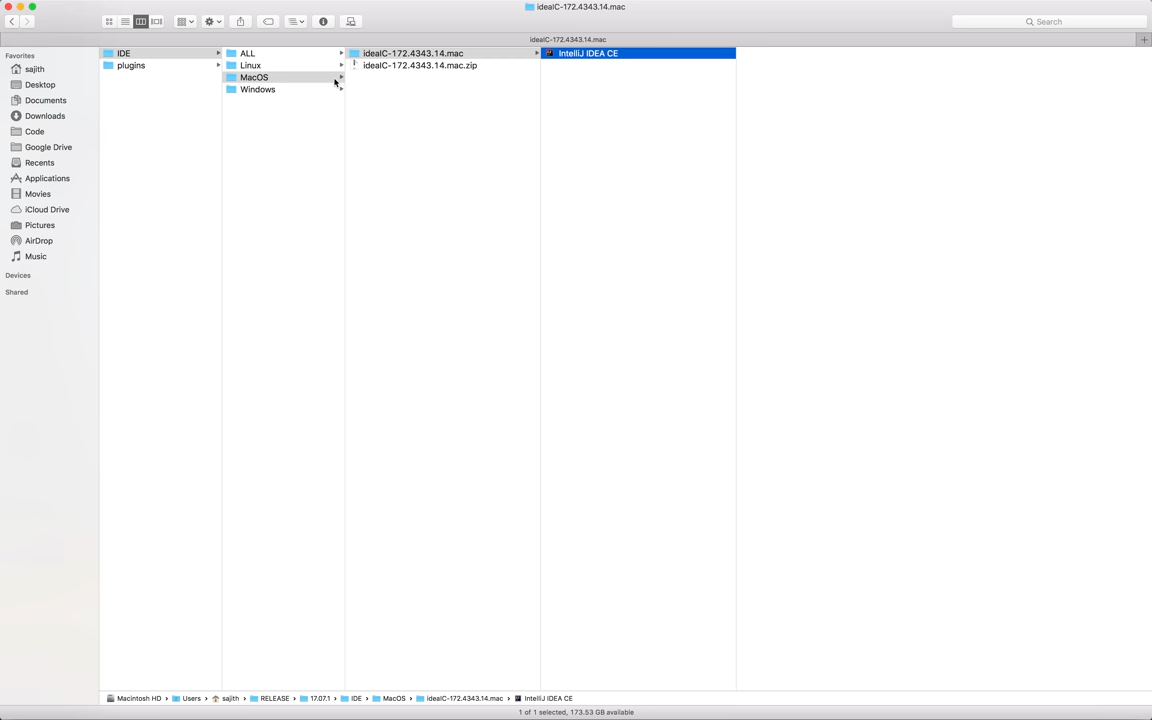 ideaIC-172.4343.14.mac
Search
ideaIC-172.4343.14.mac
Favorites
sajith
Desktop
Documents
Downloads
Code
Google Drive
Recents
Applications
Movies
iCloud Drive
Pictures
AirDrop
Music
Devices
Shared
IDE
plugins
ALL
Linux
MacOS
Windows
ideaIC-172.4343.14.mac
ideaIC-172.4343.14.mac.zip
IntelliJ IDEA CE
Macintosh HD › Users › sajith › RELEASE › 17.07.1 › IDE › MacOS › ideaIC-172.4343.14.mac › IntelliJ IDEA CE
1 of 1 selected, 173.53 GB available